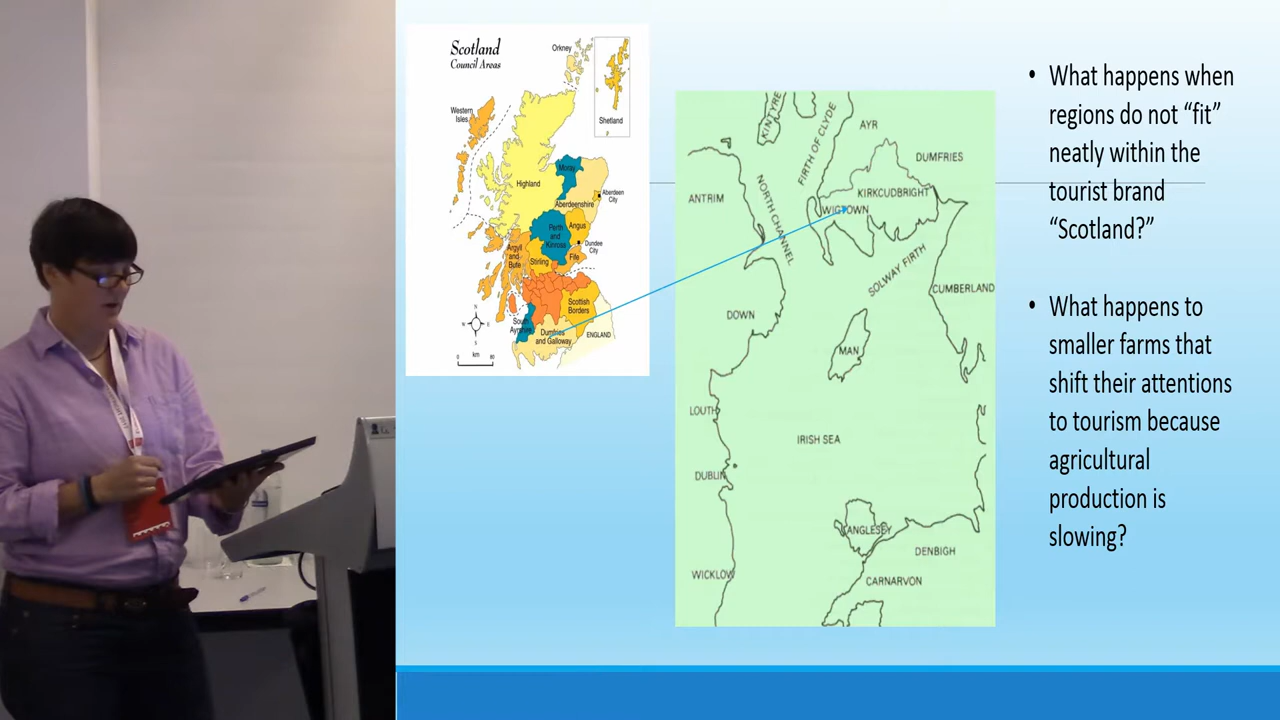 Scotland
Council Areas
Orkney
Shetland
Western
Isles
Highland
Moray
Aberdeen
City
Aberdeenshire
Perth
and
Kinross
Angus
Dundee
City
Argyll
and
Bute
Stirling
Fife
South
Ayrshire
Scottish
Borders
Dumfries
and Galloway
ENGLAND
N
W
E
S
km
0
80
KINTYRE
FIRTH OF CLYDE
AYR
DUMFRIES
ANTRIM
NORTH CHANNEL
KIRKCUDBRIGHT
WIGTOWN
SOLWAY FIRTH
CUMBERLAND
DOWN
MAN
LOUTH
IRISH SEA
DUBLIN
ANGLESEY
DENBIGH
WICKLOW
CARNARVON
• What happens when
regions do not “fit”
neatly within the
tourist brand
“Scotland?”
• What happens to
smaller farms that
shift their attentions
to tourism because
agricultural
production is
slowing?